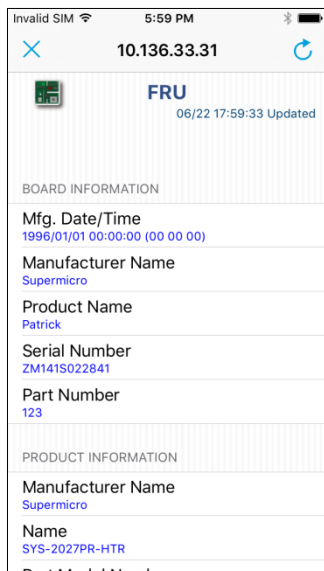 Invalid SIM 5:59 PM
10.136.33.31
FRU
06/22 17:59:33 Updated
BOARD INFORMATION
Mfg. Date/Time
1996/01/01 00:00:00 (00 00 00)
Manufacturer Name
Supermicro
Product Name
Patrick
Serial Number
ZM141S022841
Part Number
123
PRODUCT INFORMATION
Manufacturer Name
Supermicro
Name
SYS-2027PR-HTR